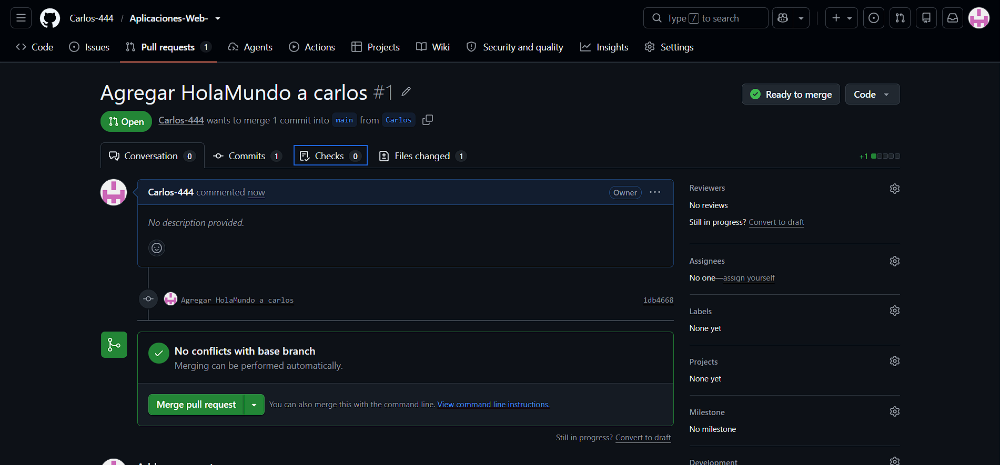 Carlos-444 / Aplicaciones-Web-
Type / to search
Code Issues Pull requests 1 Agents Actions Projects Wiki Security and quality Insights Settings
Agregar HolaMundo a carlos #1
Ready to merge
Code
Open
Carlos-444 wants to merge 1 commit into main from Carlos
Conversation 0 Commits 1 Checks 0 Files changed 1
+1
Carlos-444 commented now
Owner
No description provided.
Agregar HolaMundo a carlos
1db4668
No conflicts with base branch
Merging can be performed automatically.
Merge pull request
You can also merge this with the command line. View command line instructions.
Still in progress? Convert to draft
Reviewers
No reviews
Still in progress? Convert to draft
Assignees
No one—assign yourself
Labels
None yet
Projects
None yet
Milestone
No milestone
Development